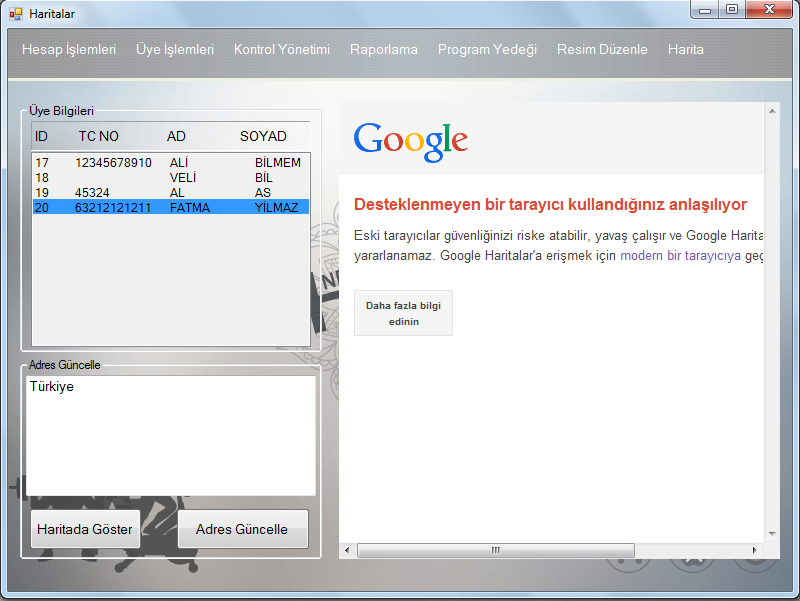 Haritalar
Hesap İşlemleri Üye İşlemleri Kontrol Yönetimi Raporlama Program Yedeği Resim Düzenle Harita
Üye Bilgileri
ID TC NO AD SOYAD
17 12345678910 ALİ BİLMEM
18 VELİ BİL
19 45324 AL AS
20 63212121211 FATMA YILMAZ
Adres Güncelle
Türkiye
Haritada Göster Adres Güncelle
Google
Desteklenmeyen bir tarayıcı kullandığınız anlaşılıyor
Eski tarayıcılar güvenliğinizi riske atabilir, yavaş çalışır ve Google Harita
yararlanamaz. Google Haritalar'a erişmek için modern bir tarayıcıya geç
Daha fazla bilgi
edinin